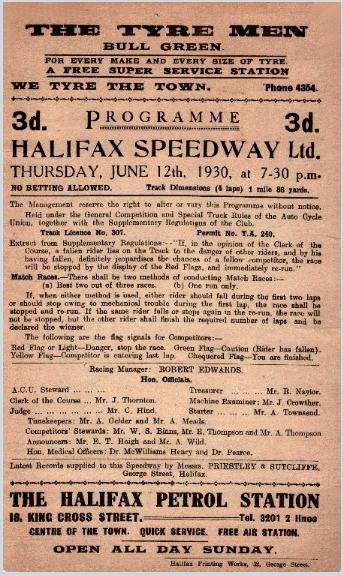 THE TYRE MEN
BULL GREEN.
FOR EVERY MAKE AND EVERY SIZE OF TYRE.
A FREE SUPER SERVICE STATION
WE TYRE THE TOWN. 'Phone 4354.
3d. PROGRAMME 3d.
HALIFAX SPEEDWAY Ltd.
THURSDAY, JUNE 12th, 1930, at 7-30 p.m.
NO BETTING ALLOWED. Track Dimensions (4 laps) 1 mile 88 yards.
The Management reserve the right to alter or vary this Programme without notice.
Held under the General Competition and Special Track Rules of the Auto Cycle
Union, together with the Supplementary Regulations of the Club.
Track Licence No. 307. Permit No. T.A. 240.
Extract from Supplementary Regulations:—"If, in the opinion of the Clerk of
the Course, a fallen rider lies on the Track to the danger of other riders, and by his
having fallen, definitely jeopardises the chances of a fellow competitor, the race
will be stopped by the display of the Red Flags, and immediately re-run."
Match Races.—There shall be two methods of conducting Match Races:—
(a) Best two out of three races. (b) One run only.
If, when either method is used, either rider should fall during the first two laps
or should stop owing to mechanical trouble during the first lap, the race shall be
stopped and re-run. If the same rider falls or stops again in the re-run, the race will
not be stopped, but the other rider shall finish the required number of laps and be
declared the winner.
The following are the flag signals for Competitors:—
Red Flag or Light—Danger, stop the race. Green Flag—Caution (Rider has fallen).
Yellow Flag—Competitor is entering last lap. Chequered Flag—You are finished.
Racing Manager: ROBERT EDWARDS.
Hon. Officials.
A.C.U. Steward ... ... ... Treasurer ... ... ... Mr. R. Naylor.
Clerk of the Course ... Mr. J. Thornton. Machine Examiner: Mr. J. Crowther.
Judge ... ... ... ... Mr. C. Hind. Starter ... ... Mr. A. Townsend.
Timekeepers: Mr. A. Gelder and Mr. A. Meads.
Competitors' Stewards: Mr. W. S. Binns, Mr. E. Thompson and Mr. A. Thompson
Announcers: Mr. E. T. Haigh and Mr. A. Wild.
Hon. Medical Officers: Dr. McWilliams Henry and Dr. Pearce.
Latest Records supplied to this Speedway by Messrs. PRIESTLEY & SUTCLIFFE,
George Street, Halifax.
THE HALIFAX PETROL STATION
18, KING CROSS STREET. Tel. 3201 2 lines
CENTRE OF THE TOWN. QUICK SERVICE. FREE AIR STATION.
OPEN ALL DAY SUNDAY.
Halifax Printing Works, George Street.